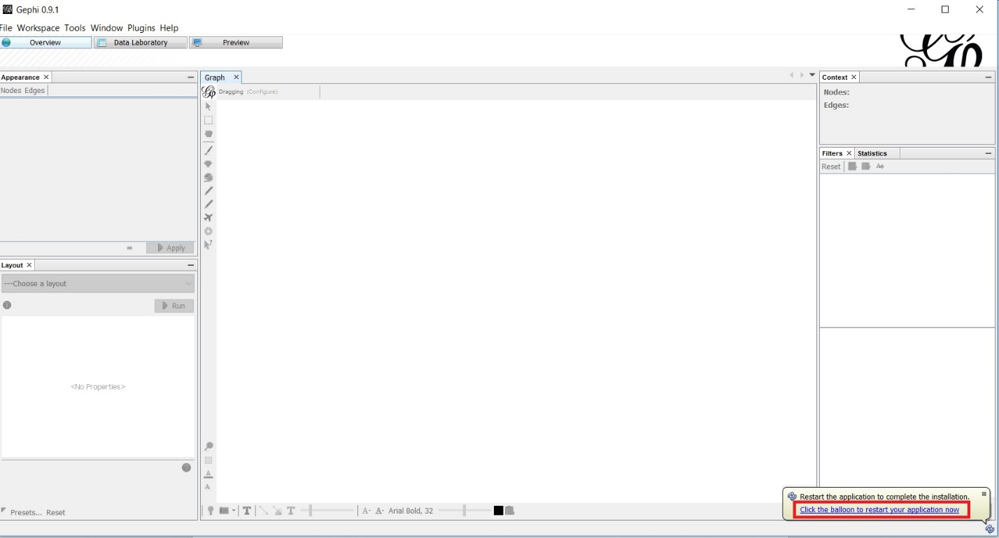 Gephi 0.9.1
File Workspace Tools Window Plugins Help
Overview Data Laboratory Preview
Appearance
Nodes Edges
Apply
Layout
---Choose a layout
Run
<No Properties>
Presets... Reset
Graph
Dragging (Configure)
Arial Bold, 32
Context
Nodes:
Edges:
Filters Statistics
Reset
Restart the application to complete the installation.
Click the balloon to restart your application now